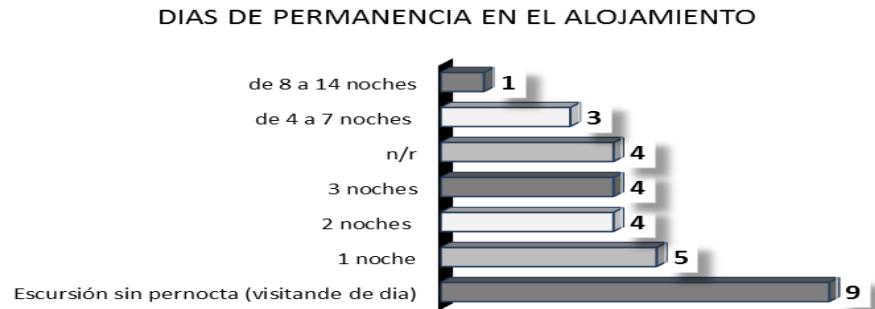 DIAS DE PERMANENCIA EN EL ALOJAMIENTO
de 8 a 14 noches 1
de 4 a 7 noches 3
n/r 4
3 noches 4
2 noches 4
1 noche 5
Escursión sin pernocta (visitande de dia) 9